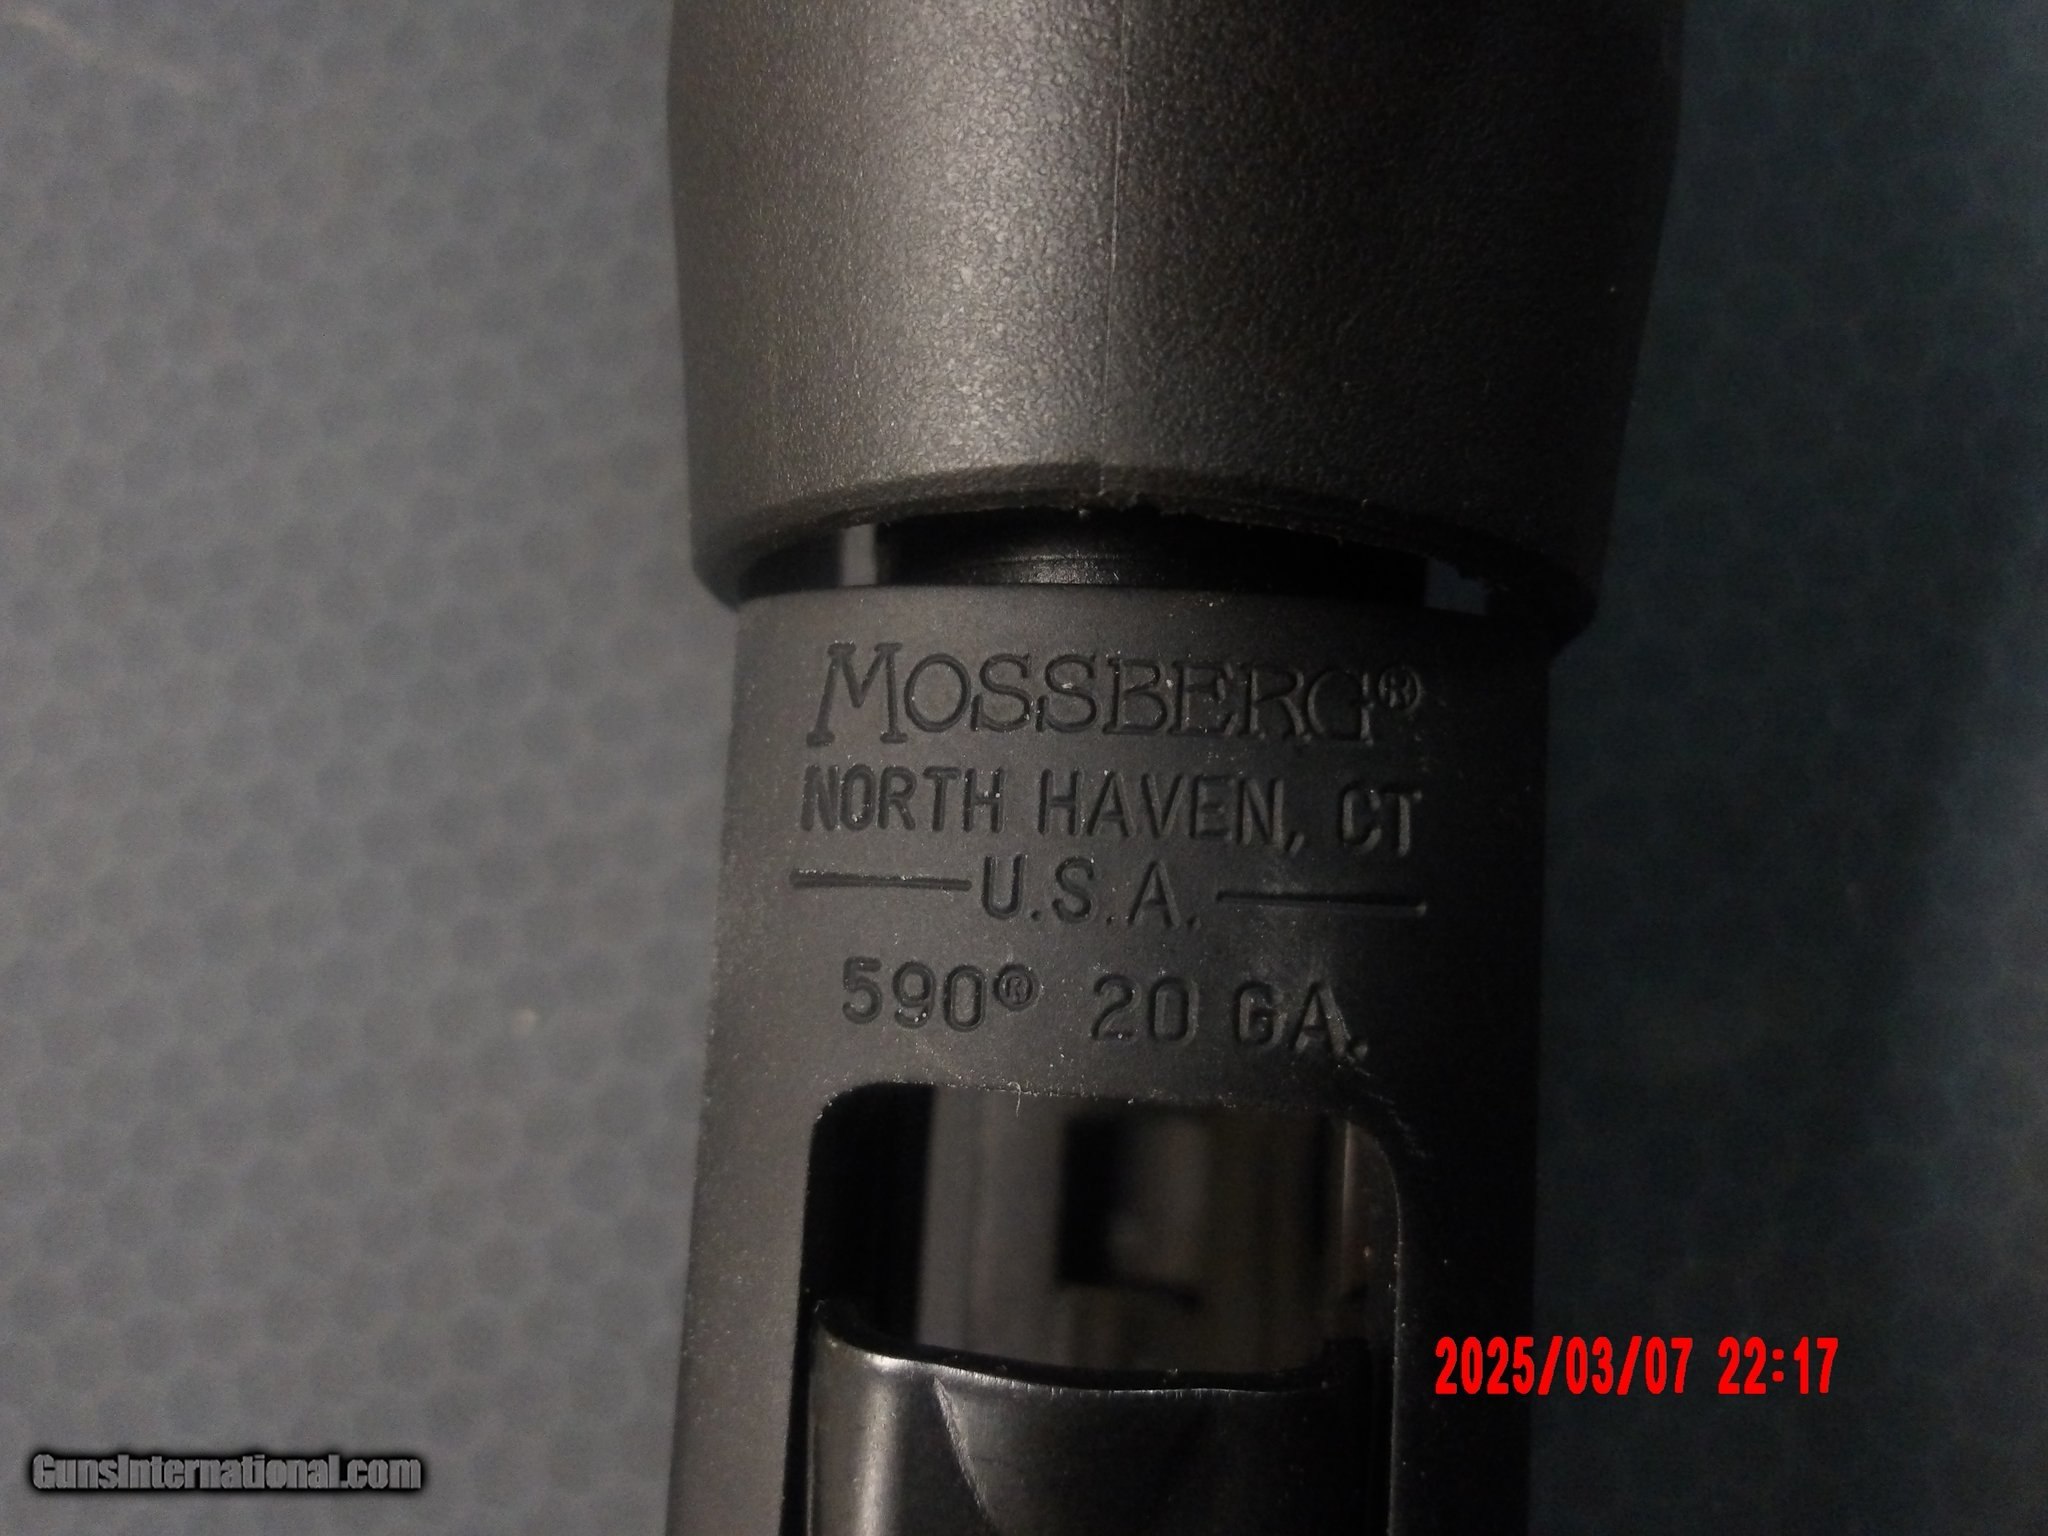 MOSSBERG®
NORTH HAVEN, CT
U.S.A.
590® 20 GA.
2025/03/07 22:17
GunsInternational.com